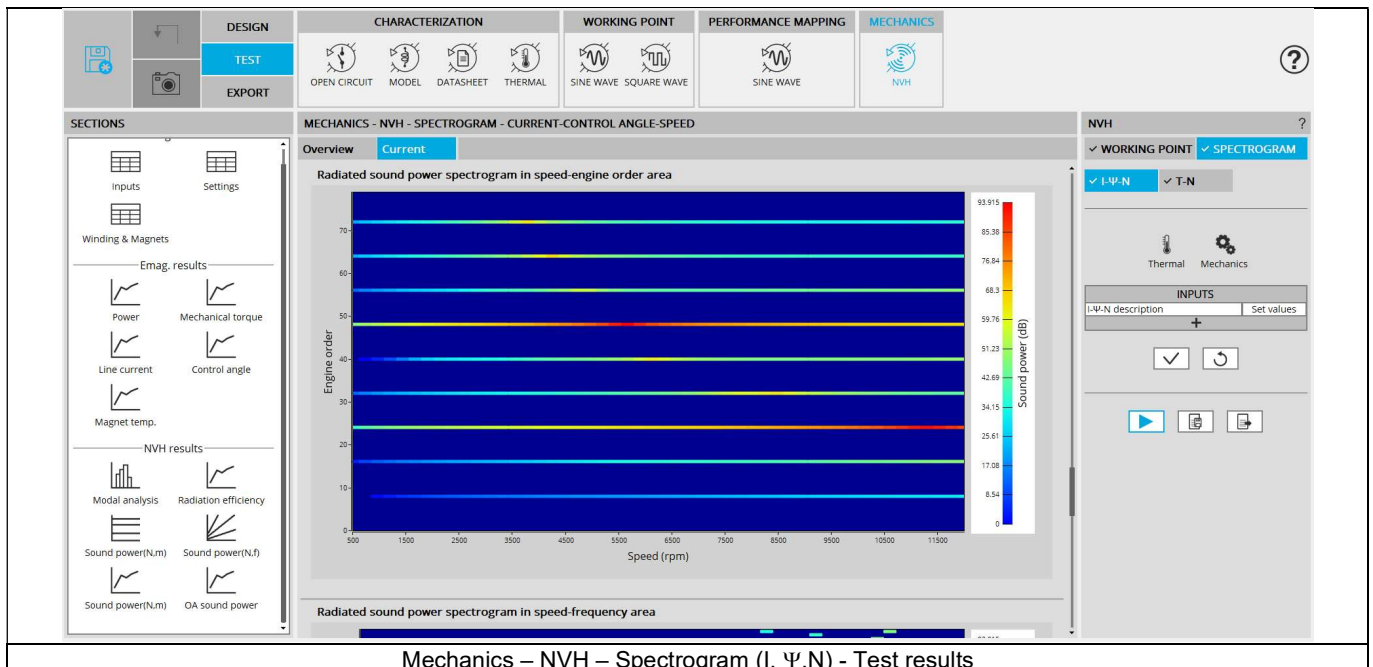 DESIGN
TEST
EXPORT
CHARACTERIZATION
OPEN CIRCUIT MODEL DATASHEET THERMAL
WORKING POINT
SINE WAVE SQUARE WAVE
PERFORMANCE MAPPING
SINE WAVE
MECHANICS
NVH
?
SECTIONS
Inputs Settings
Winding & Magnets
Emag. results
Power Mechanical torque
Line current Control angle
Magnet temp.
NVH results
Modal analysis Radiation efficiency
Sound power(N,m) Sound power(N,f)
Sound power(N,m) OA sound power
MECHANICS - NVH - SPECTROGRAM - CURRENT-CONTROL ANGLE-SPEED
Overview Current
Radiated sound power spectrogram in speed-engine order area
Engine order
70
60
50
40
30
20
10
0
500 1500 2500 3500 4500 5500 6500 7500 8500 9500 10500 11500
Speed (rpm)
93.915
85.38
76.84
68.3
59.76
51.23
42.69
34.15
25.61
17.08
8.54
0
Sound power (dB)
Radiated sound power spectrogram in speed-frequency area
NVH ?
WORKING POINT SPECTROGRAM
I-Ψ-N T-N
Thermal Mechanics
INPUTS
I-Ψ-N description Set values
+
Mechanics – NVH – Spectrogram (I, Ψ,N) - Test results